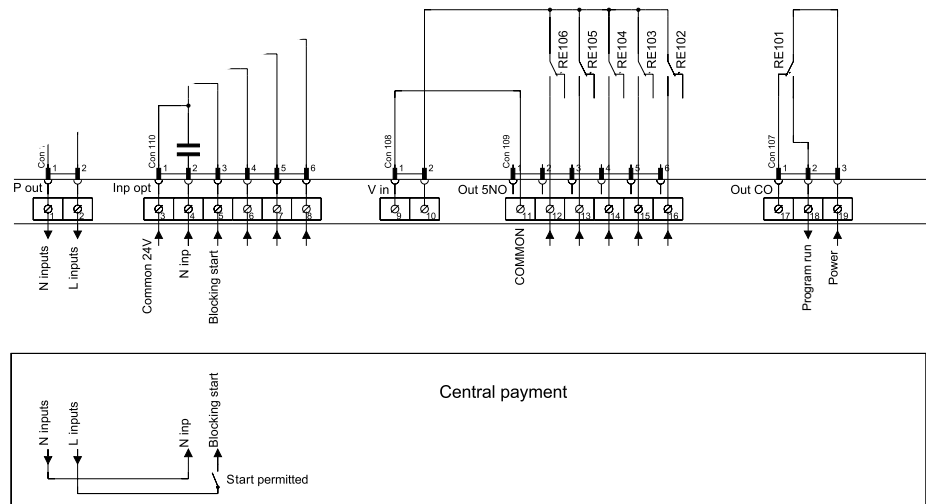 RE106
RE105
RE104
RE103
RE102
RE101
Con 110
Con 108
Con 109
Con 107
1 2
1 2 3 4 5 6
1 2
1 2 3 4 5 6
1 2 3
P out
Inp opt
V in
Out 5NO
Out CO
1 2
3 4 5 6 7 8
9 10
11 12 13 14 15 16
17 18 19
N inputs
L inputs
Common 24V
N inp
Blocking start
COMMON
Program run
Power
Central payment
N inputs
L inputs
N inp
Blocking start
Start permitted